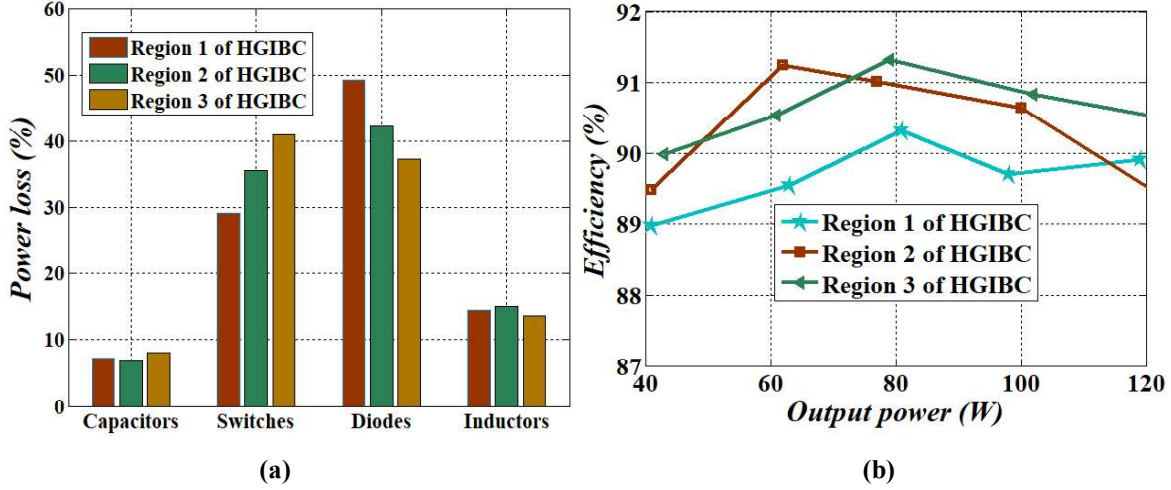 60
50
40
30
20
10
0
Power loss (%)
Region 1 of HGIBC
Region 2 of HGIBC
Region 3 of HGIBC
Capacitors Switches Diodes Inductors
(a)
92
91
90
89
88
87
Efficiency (%)
Region 1 of HGIBC
Region 2 of HGIBC
Region 3 of HGIBC
40 60 80 100 120
Output power (W)
(b)